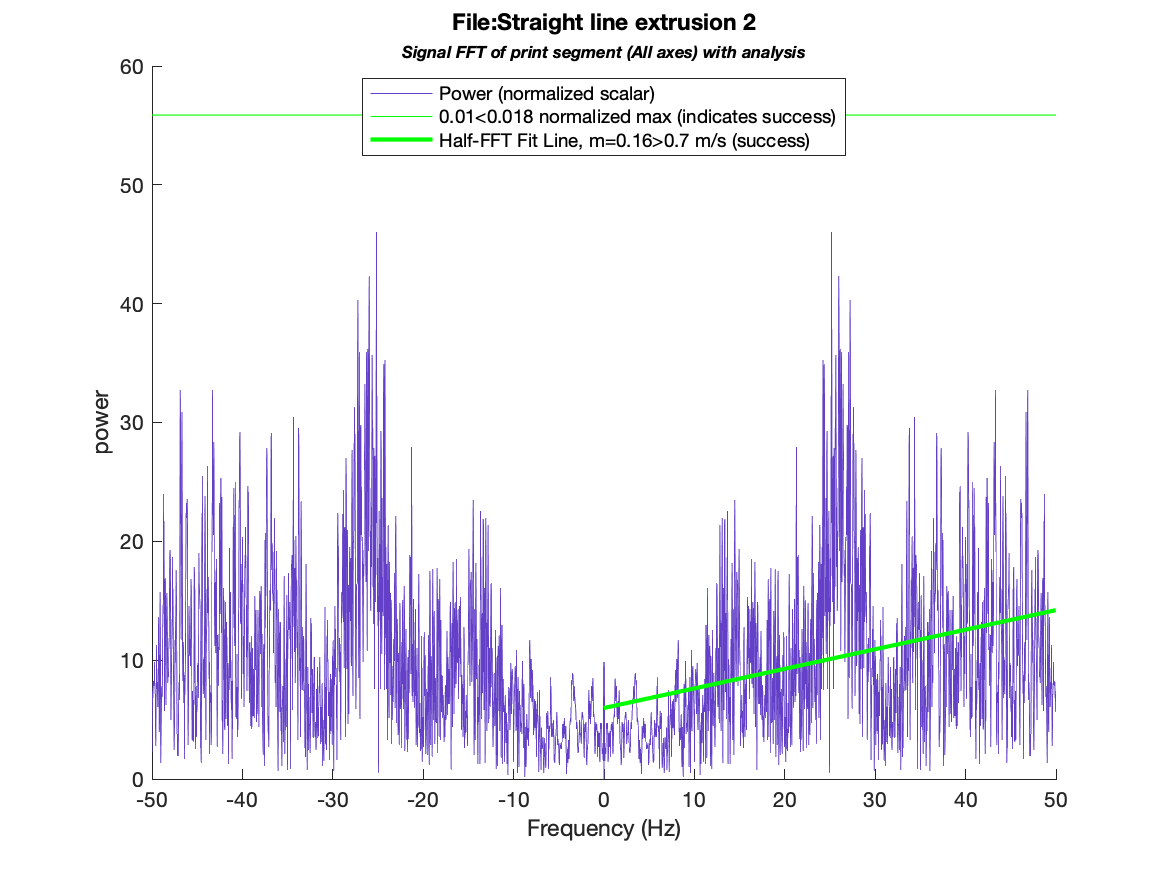 File:Straight line extrusion 2
Signal FFT of print segment (All axes) with analysis
Power (normalized scalar)
0.01<0.018 normalized max (indicates success)
Half-FFT Fit Line, m=0.16>0.7 m/s (success)
60
50
40
30
20
10
0
power
-50 -40 -30 -20 -10 0 10 20 30 40 50
Frequency (Hz)